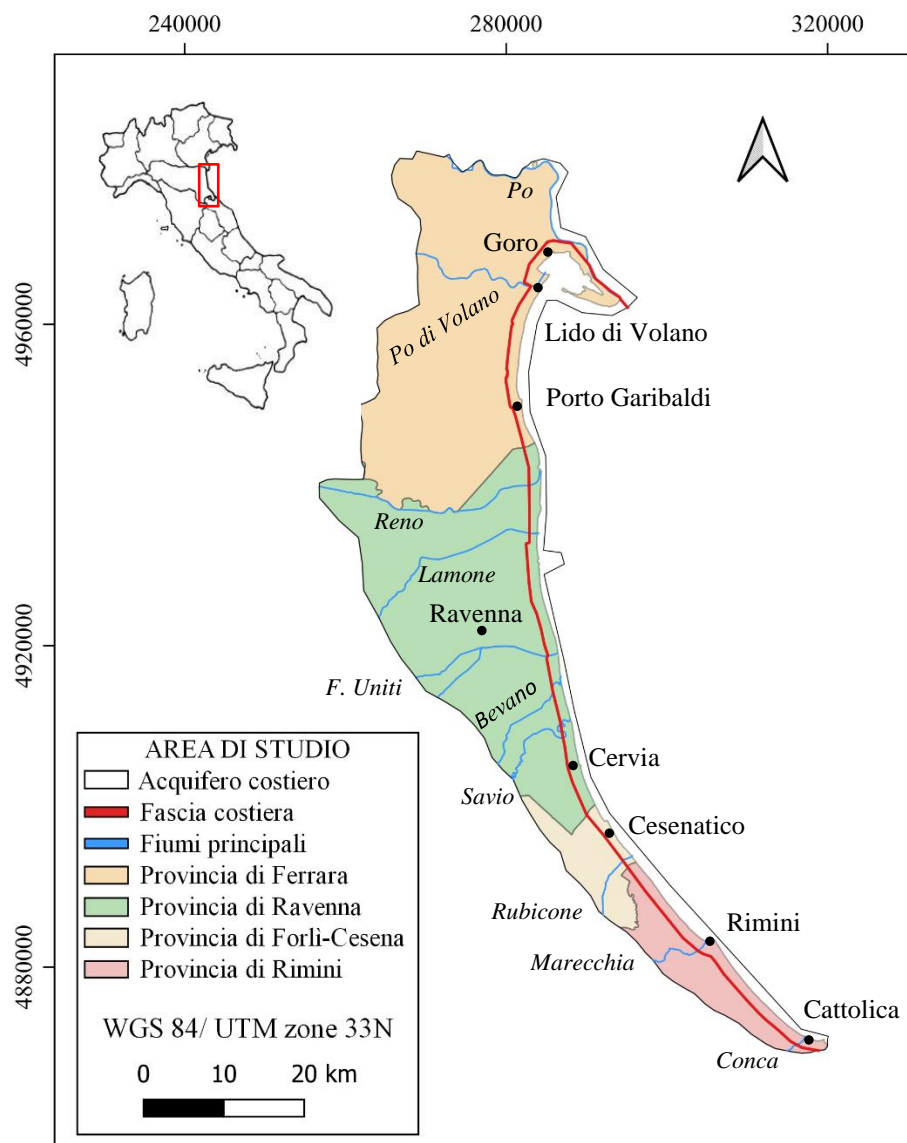 240000
280000
320000
Po
Goro
Po di Volano
Lido di Volano
4960000
Porto Garibaldi
Reno
Lamone
Ravenna
4920000
F. Uniti
Bevano
Cervia
Savio
Cesenatico
Rubicone
Rimini
Marecchia
4880000
Cattolica
Conca
AREA DI STUDIO
Acquifero costiero
Fascia costiera
Fiumi principali
Provincia di Ferrara
Provincia di Ravenna
Provincia di Forlì-Cesena
Provincia di Rimini
WGS 84/ UTM zone 33N
0 10 20 km